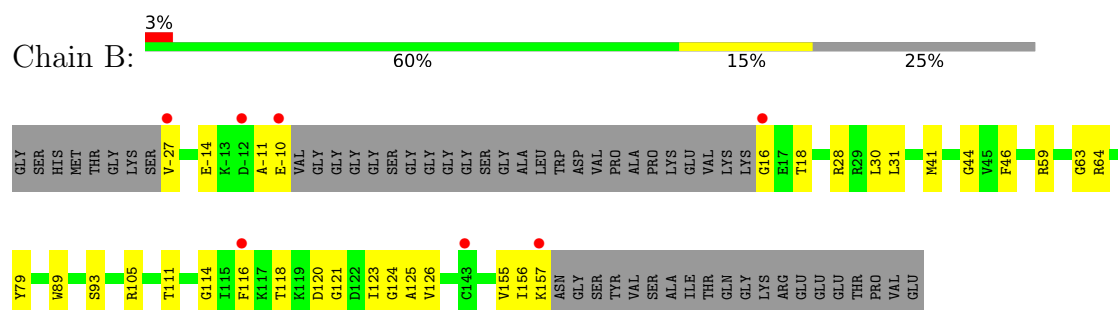 3%
Chain B:
60% 15% 25%
GLY SER HIS MET THR GLY LYS SER V-27 E-14 K-13 D-12 A-11 E-10 VAL GLY GLY GLY GLY SER GLY GLY GLY GLY SER GLY ALA LEU TRP ASP VAL PRO ALA PRO LYS GLU VAL LYS LYS G16 E17 T18 R28 R29 L30 L31 M41 G44 V45 F46 R59 G63 R64
Y79 W89 S93 R105 T111 G114 I115 F116 K117 T118 K119 D120 G121 D122 I123 G124 A125 V126 C143 V155 I156 K157 ASN GLY SER TYR VAL SER ALA ILE THR GLN GLY LYS ARG GLU GLU GLU THR PRO VAL GLU